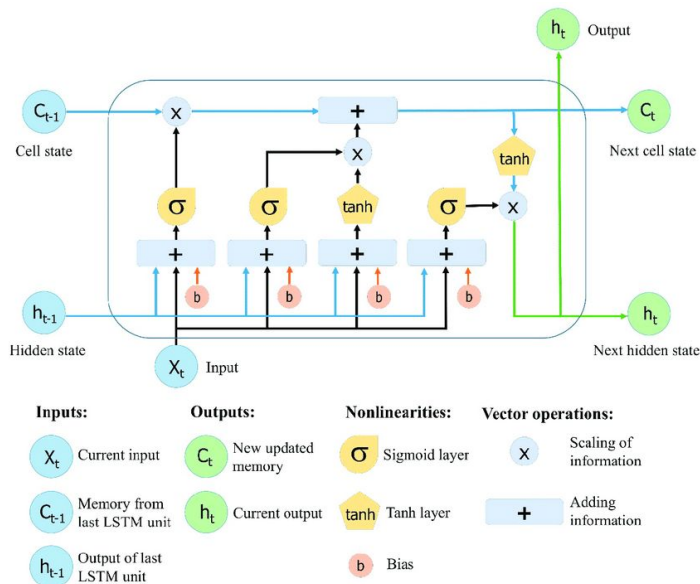 ht
Output
Ct-1
x
+
Ct
Cell state
tanh
Next cell state
x
σ
σ
tanh
σ
x
+
+
+
+
b
b
b
b
ht-1
ht
Hidden state
Next hidden state
Xt
Input
Inputs:
Outputs:
Nonlinearities:
Vector operations:
Xt
Current input
Ct
New updated
memory
σ
Sigmoid layer
x
Scaling of
information
Ct-1
Memory from
last LSTM unit
ht
Current output
tanh
Tanh layer
+
Adding
information
ht-1
Output of last
LSTM unit
b
Bias